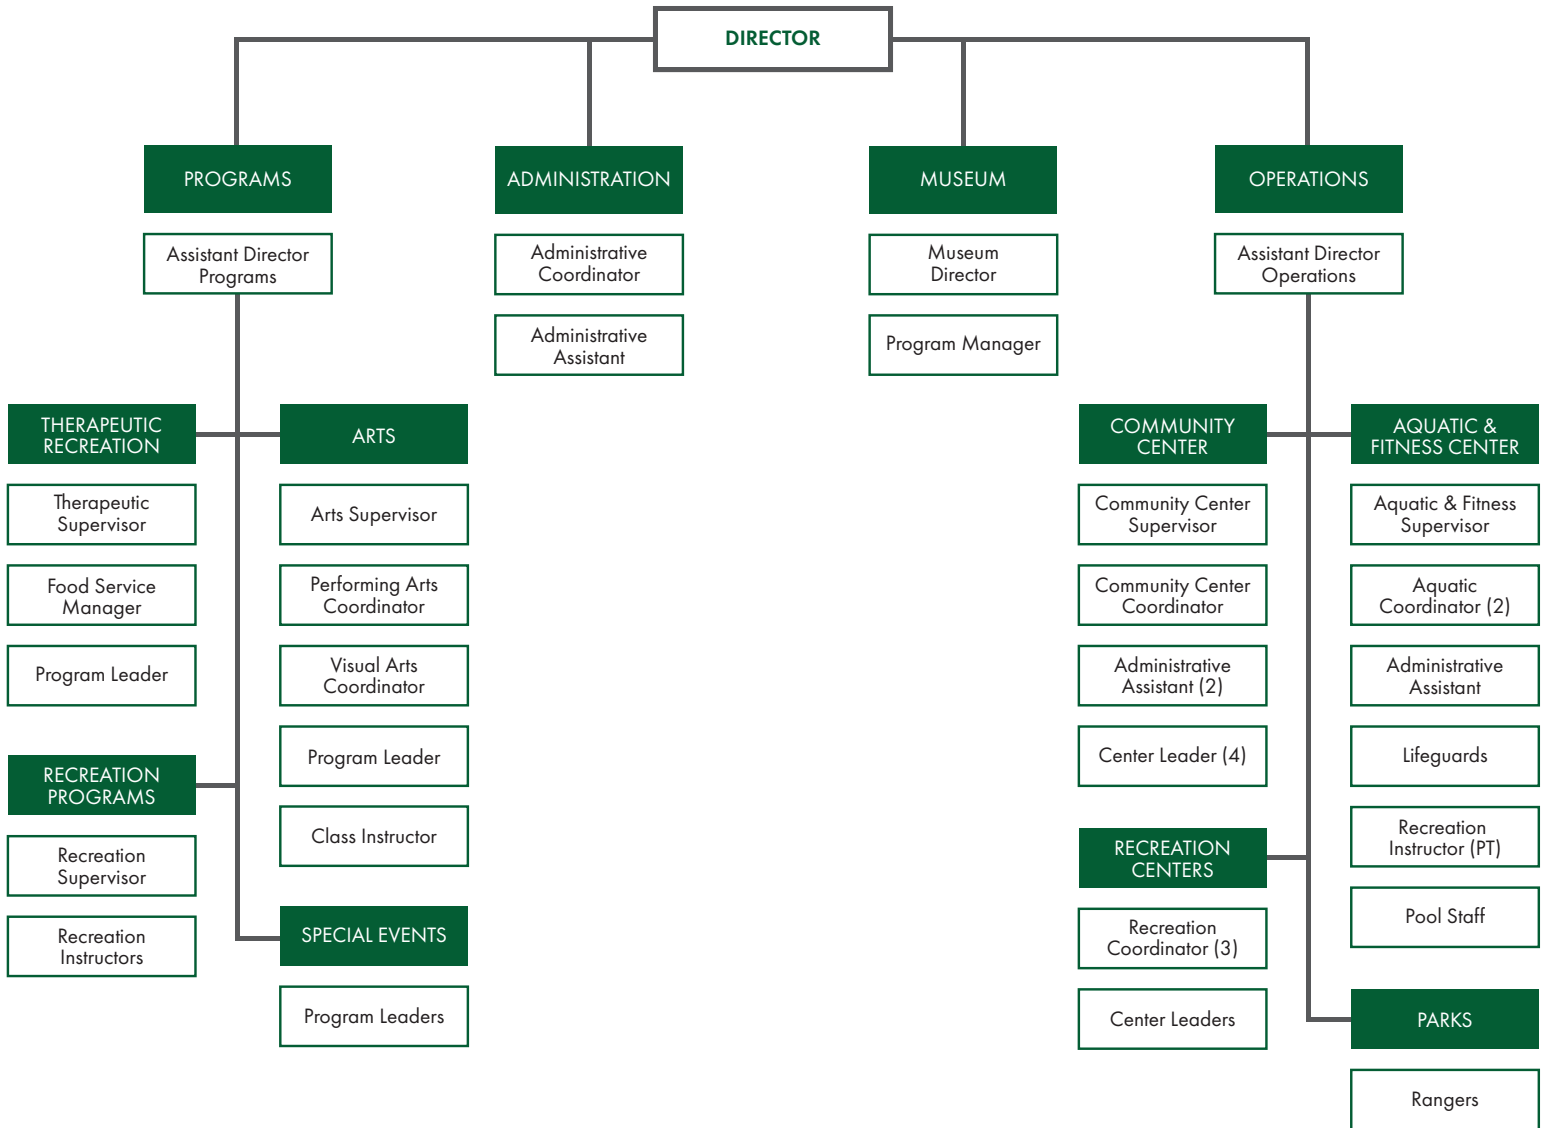 DIRECTOR
PROGRAMS
Assistant Director
Programs
ADMINISTRATION
Administrative
Coordinator
Administrative
Assistant
MUSEUM
Museum
Director
Program Manager
OPERATIONS
Assistant Director
Operations
THERAPEUTIC
RECREATION
Therapeutic
Supervisor
Food Service
Manager
Program Leader
RECREATION
PROGRAMS
Recreation
Supervisor
Recreation
Instructors
ARTS
Arts Supervisor
Performing Arts
Coordinator
Visual Arts
Coordinator
Program Leader
Class Instructor
SPECIAL EVENTS
Program Leaders
COMMUNITY
CENTER
Community Center
Supervisor
Community Center
Coordinator
Administrative
Assistant (2)
Center Leader (4)
RECREATION
CENTERS
Recreation
Coordinator (3)
Center Leaders
AQUATIC &
FITNESS CENTER
Aquatic & Fitness
Supervisor
Aquatic
Coordinator (2)
Administrative
Assistant
Lifeguards
Recreation
Instructor (PT)
Pool Staff
PARKS
Rangers